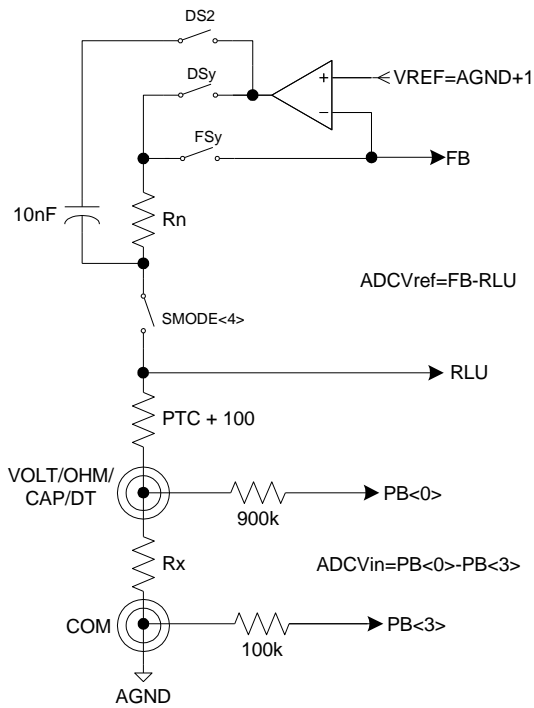 DS2
DSy
+
VREF=AGND+1
−
FSy
FB
10nF
Rn
ADCVref=FB-RLU
SMODE<4>
RLU
PTC + 100
VOLT/OHM/
CAP/DT
PB<0>
900k
Rx
ADCVin=PB<0>-PB<3>
COM
PB<3>
100k
AGND